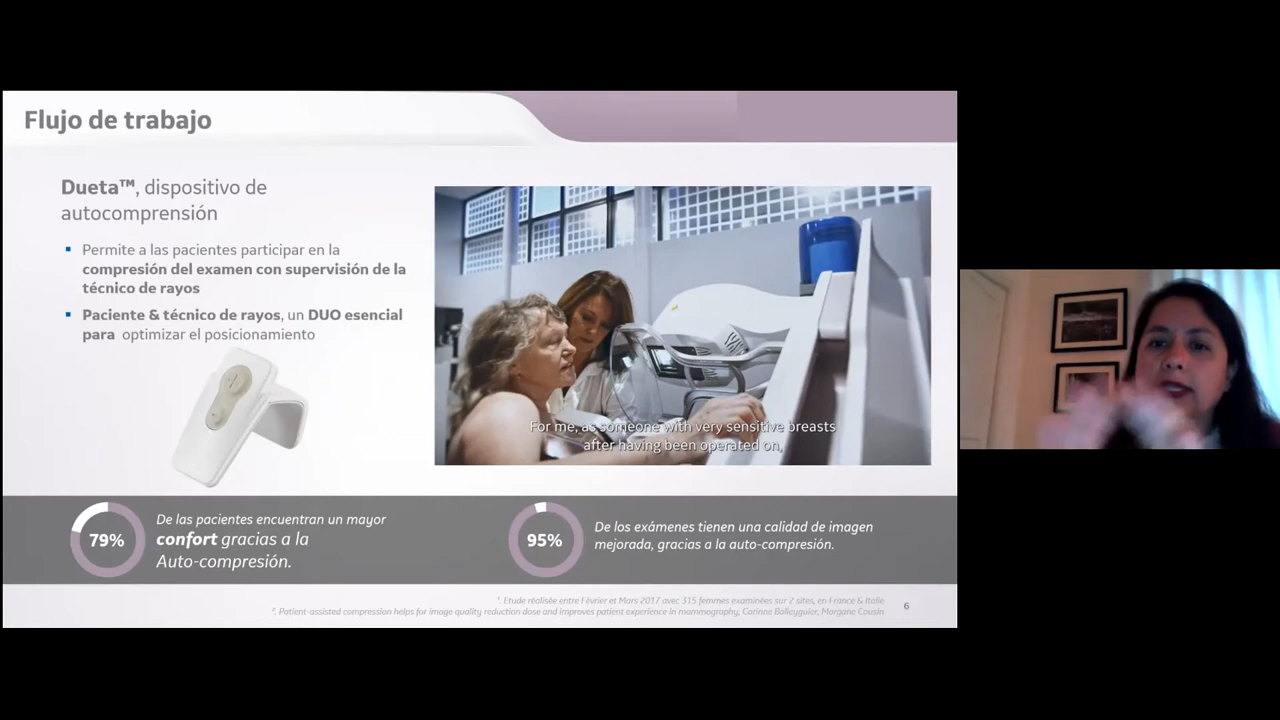 Flujo de trabajo
Dueta™, dispositivo de
autocomprensión
▪ Permite a las pacientes participar en la
compresión del examen con supervisión de la
técnico de rayos
▪ Paciente & técnico de rayos, un DUO esencial
para optimizar el posicionamiento
For me, as someone with very sensitive breasts
after having been operated on,
79%
De las pacientes encuentran un mayor
confort gracias a la
Auto-compresión.
95%
De los exámenes tienen una calidad de imagen
mejorada, gracias a la auto-compresión.
¹. Etude réalisée entre Février et Mars 2017 avec 315 femmes examinées sur 2 sites, en France & Italie
². Patient-assisted compression helps for image quality reduction dose and improves patient experience in mammography, Corinne Balleyguier, Morgane Cousin
6